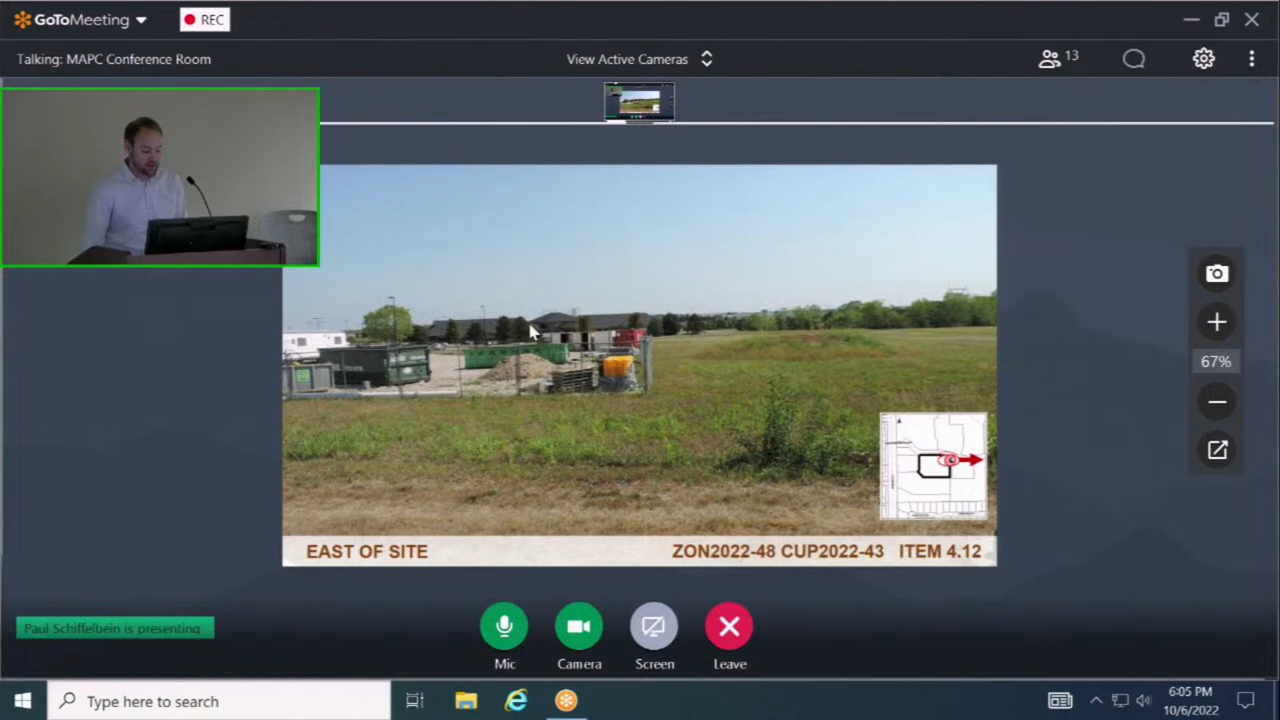 GoToMeeting
REC
Talking: MAPC Conference Room
View Active Cameras
13
67%
EAST OF SITE
ZON2022-48 CUP2022-43 ITEM 4.12
Mic
Camera
Screen
Leave
Paul Schiffelbein is presenting
Type here to search
6:05 PM
10/6/2022